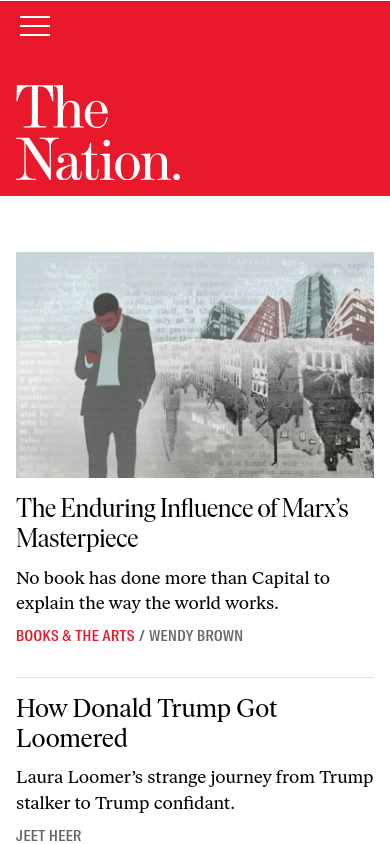 The
Nation.
The Enduring Influence of Marx’s
Masterpiece
No book has done more than Capital to
explain the way the world works.
BOOKS & THE ARTS / WENDY BROWN
How Donald Trump Got
Loomered
Laura Loomer’s strange journey from Trump
stalker to Trump confidant.
JEET HEER